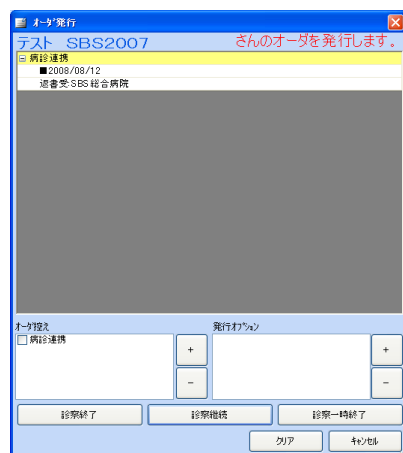 オーダ発行
テスト SBS2007 さんのオーダを発行します。
病診連携
■2008/08/12
退書受:SBS総合病院
オーダ控え 発行オプション
病診連携
+ +
- -
診察終了 診察継続 診察一時終了
クリア キャンセル